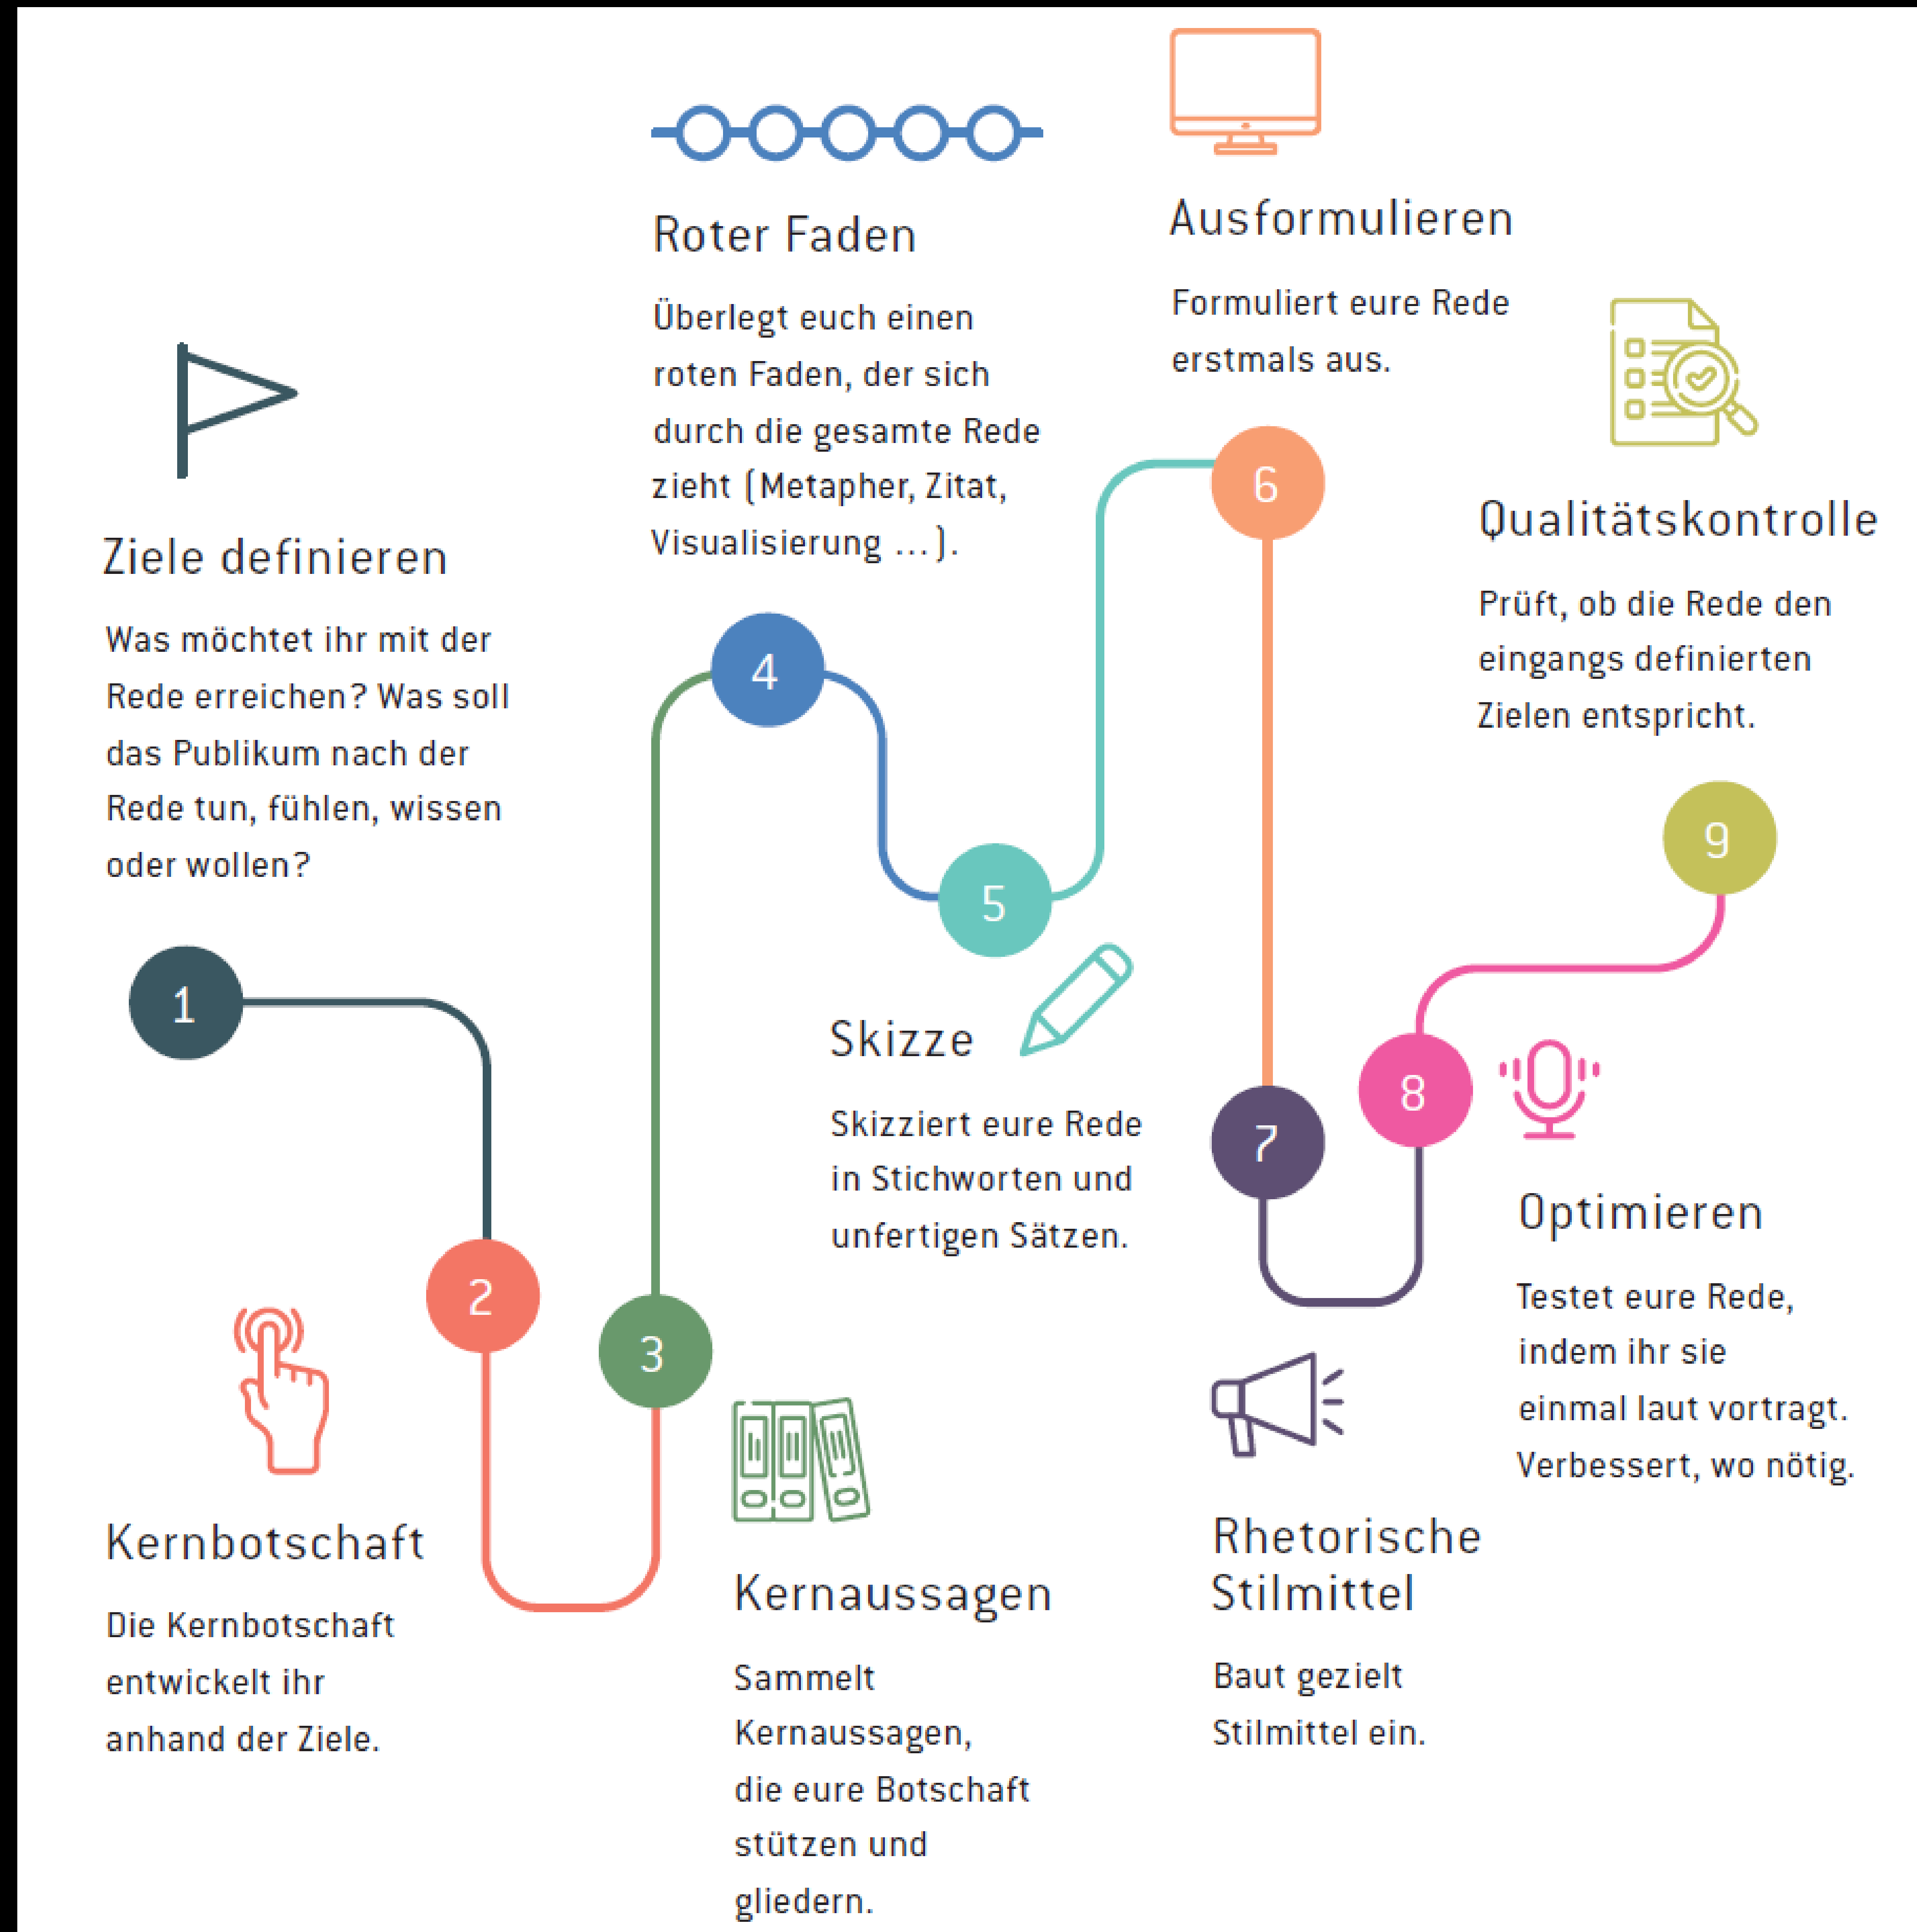 Ziele definieren
Was möchtet ihr mit der
Rede erreichen? Was soll
das Publikum nach der
Rede tun, fühlen, wissen
oder wollen?
1
2
Kernbotschaft
Die Kernbotschaft
entwickelt ihr
anhand der Ziele.
3
Kernaussagen
Sammelt
Kernaussagen,
die eure Botschaft
stützen und
gliedern.
Roter Faden
Überlegt euch einen
roten Faden, der sich
durch die gesamte Rede
zieht (Metapher, Zitat,
Visualisierung ...).
4
5
Skizze
Skizziert eure Rede
in Stichworten und
unfertigen Sätzen.
Ausformulieren
Formuliert eure Rede
erstmals aus.
6
7
Rhetorische
Stilmittel
Baut gezielt
Stilmittel ein.
8
Optimieren
Testet eure Rede,
indem ihr sie
einmal laut vortragt.
Verbessert, wo nötig.
Qualitätskontrolle
Prüft, ob die Rede den
eingangs definierten
Zielen entspricht.
9